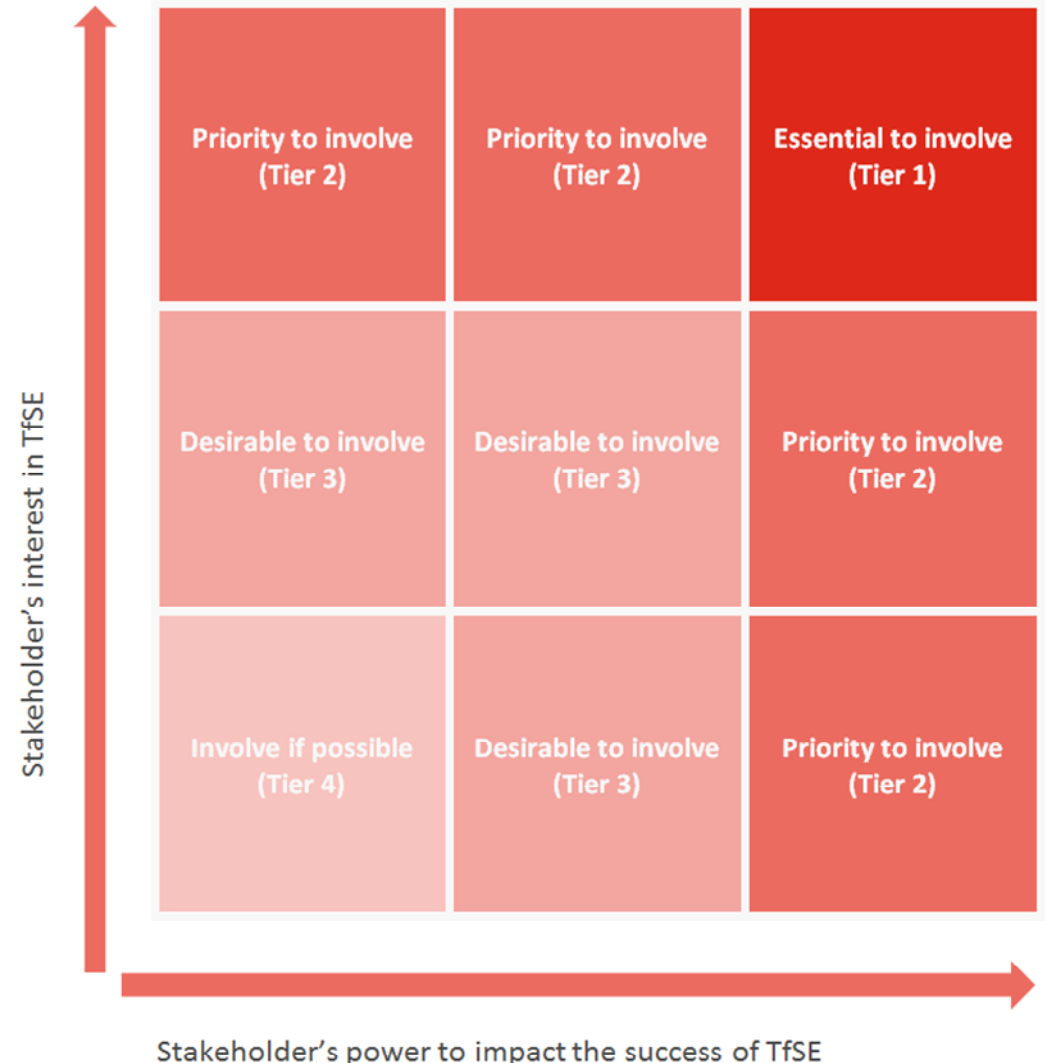 Stakeholder's interest in TfSE
Priority to involve
(Tier 2)
Priority to involve
(Tier 2)
Essential to involve
(Tier 1)
Desirable to involve
(Tier 3)
Desirable to involve
(Tier 3)
Priority to involve
(Tier 2)
Involve if possible
(Tier 4)
Desirable to involve
(Tier 3)
Priority to involve
(Tier 2)
Stakeholder's power to impact the success of TfSE